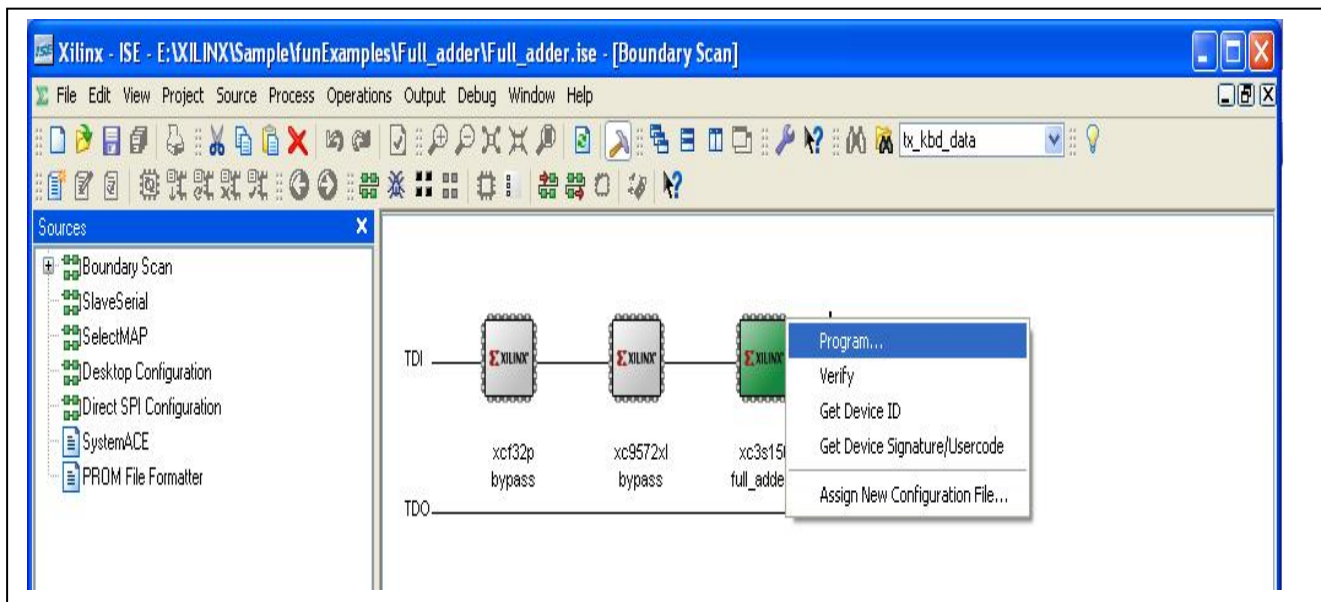 ISE Xilinx - ISE - E:\XILINX\Sample\funExamples\Full_adder\Full_adder.ise - [Boundary Scan]
File Edit View Project Source Process Operations Output Debug Window Help
tx_kbd_data
Sources
Boundary Scan
SlaveSerial
SelectMAP
Desktop Configuration
Direct SPI Configuration
SystemACE
PROM File Formatter
TDI
XILINX
XILINX
XILINX
xcf32p
bypass
xc9572xl
bypass
xc3s15
full_adde
TDO
Program...
Verify
Get Device ID
Get Device Signature/Usercode
Assign New Configuration File...